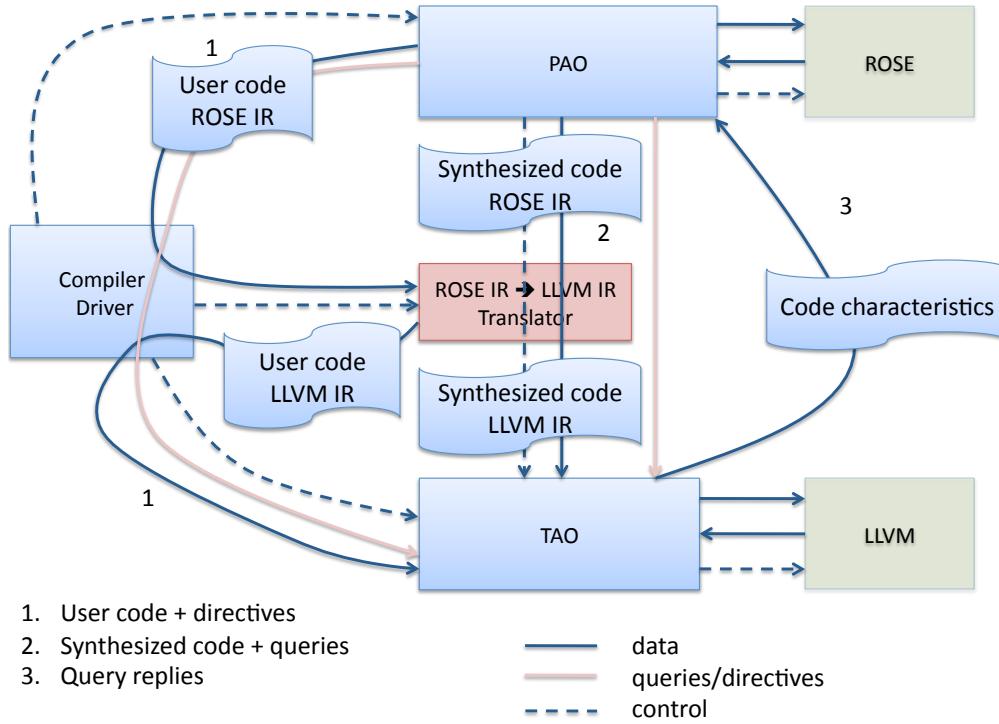 1
PAO
ROSE
User code
ROSE IR
Synthesized code
ROSE IR
3
2
Compiler
Driver
ROSE IR → LLVM IR
Translator
Code characteristics
User code
LLVM IR
Synthesized code
LLVM IR
1
TAO
LLVM
1. User code + directives
2. Synthesized code + queries
3. Query replies
data
queries/directives
control